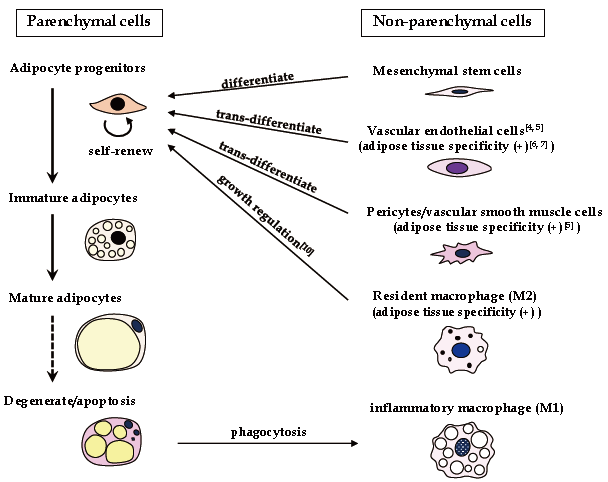 Parenchymal cells
Non-parenchymal cells
Adipocyte progenitors
differentiate
Mesenchymal stem cells
trans-differentiate
Vascular endothelial cells[4, 5]
(adipose tissue specificity (+)[6, 7])
self-renew
trans-differentiate
Immature adipocytes
growth regulation[10]
Pericytes/vascular smooth muscle cells
(adipose tissue specificity (+)[5])
Mature adipocytes
Resident macrophage (M2)
(adipose tissue specificity (+) )
Degenerate/apoptosis
phagocytosis
inflammatory macrophage (M1)